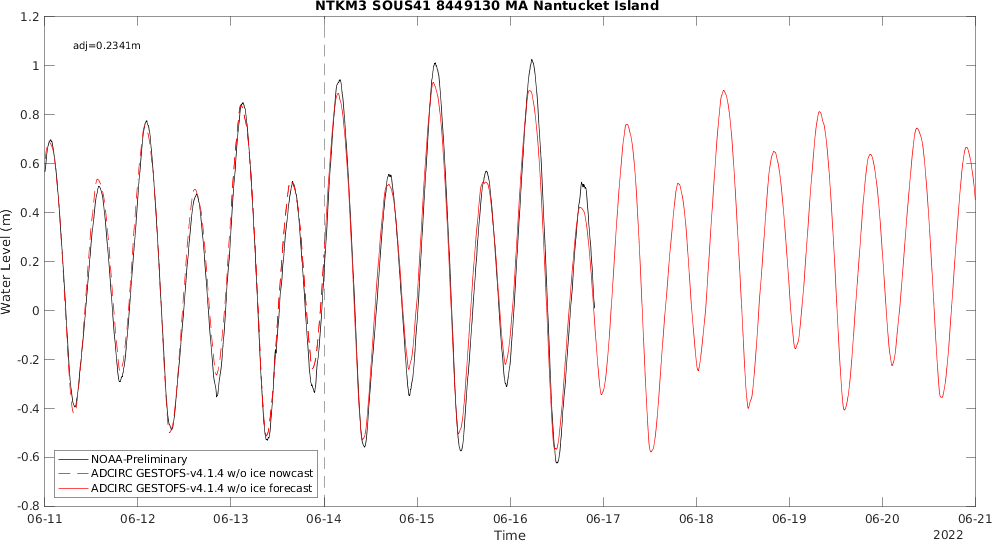 NTKM3 SOUS41 8449130 MA Nantucket Island
1.2
1
0.8
0.6
0.4
0.2
0
-0.2
-0.4
-0.6
-0.8
Water Level (m)
adj=0.2341m
NOAA-Preliminary
ADCIRC GESTOFS-v4.1.4 w/o ice nowcast
ADCIRC GESTOFS-v4.1.4 w/o ice forecast
06-11 06-12 06-13 06-14 06-15 06-16 06-17 06-18 06-19 06-20 06-21
Time
2022